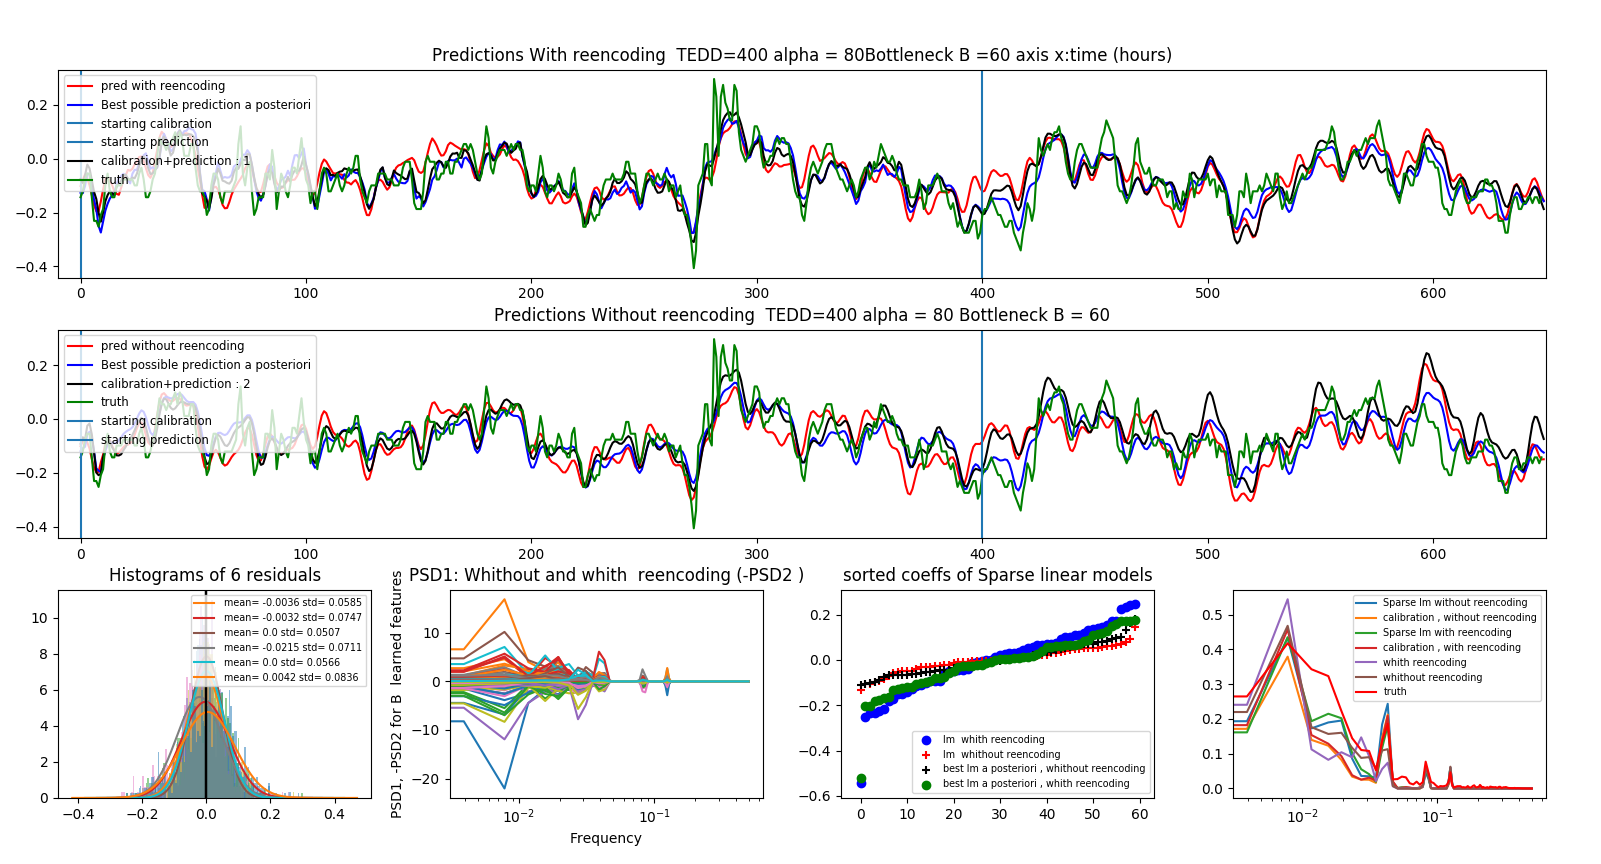 Predictions With reencoding  TEDD=400 alpha = 80Bottleneck B =60 axis x:time (hours)
0.2
0.0
−0.2
−0.4
pred with reencoding
Best possible prediction a posteriori
starting calibration
starting prediction
calibration+prediction : 1
truth
0 100 200 300 400 500 600
Predictions Without reencoding  TEDD=400 alpha = 80 Bottleneck B = 60
0.2
0.0
−0.2
−0.4
pred without reencoding
Best possible prediction a posteriori
calibration+prediction : 2
truth
starting calibration
starting prediction
0 100 200 300 400 500 600
Histograms of 6 residuals
10
8
6
4
2
0
mean= -0.0036 std= 0.0585
mean= -0.0032 std= 0.0747
mean= 0.0 std= 0.0507
mean= -0.0215 std= 0.0711
mean= 0.0 std= 0.0566
mean= 0.0042 std= 0.0836
−0.4 −0.2 0.0 0.2 0.4
PSD1: Whithout and whith  reencoding (-PSD2 )
PSD1, -PSD2 for B  learned features
10
0
−10
−20
10⁻² 10⁻¹
Frequency
sorted coeffs of Sparse linear models
0.2
0.0
−0.2
−0.4
−0.6
lm  whith reencoding
lm  whithout reencoding
best lm a posteriori , whithout reencoding
best lm a posteriori , whith reencoding
0 10 20 30 40 50 60
0.5
0.4
0.3
0.2
0.1
0.0
Sparse lm without reencoding
calibration , without reencoding
Sparse lm with reencoding
calibration , with reencoding
whith reencoding
whithout reencoding
truth
10⁻² 10⁻¹